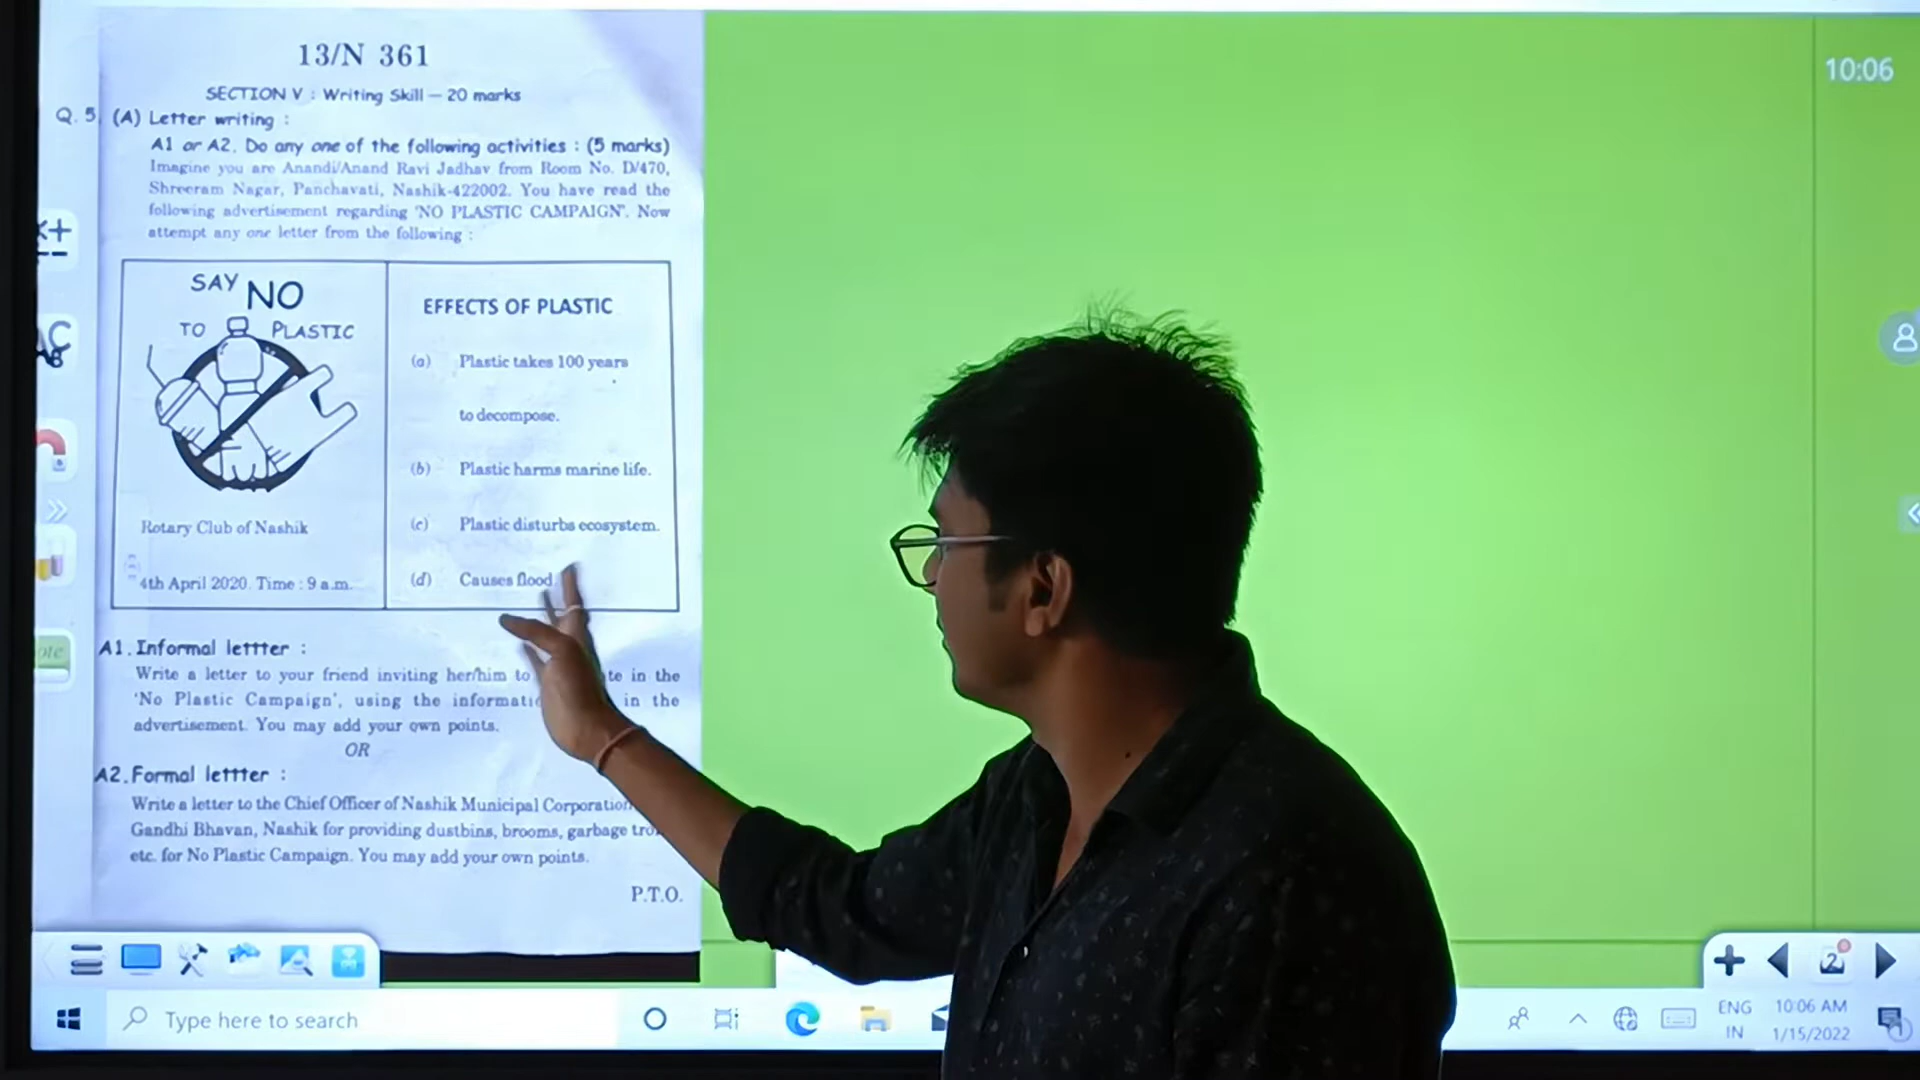 13/N 361
10:06
SECTION V : Writing Skill – 20 marks
Q. 5. (A) Letter writing :
A1 or A2. Do any one of the following activities : (5 marks)
Imagine you are Anandi/Anand Ravi Jadhav from Room No. D/470,
Shreeram Nagar, Panchavati, Nashik-422002. You have read the
following advertisement regarding 'NO PLASTIC CAMPAIGN'. Now
attempt any one letter from the following :
SAY NO
TO PLASTIC
Rotary Club of Nashik
4th April 2020. Time : 9 a.m.
EFFECTS OF PLASTIC
(a) Plastic takes 100 years
to decompose.
(b) Plastic harms marine life.
(c) Plastic disturbs ecosystem.
(d) Causes flood
A1. Informal lettter :
Write a letter to your friend inviting her/him to te in the
'No Plastic Campaign', using the in the
advertisement. You may add your own points.
OR
A2. Formal lettter :
Write a letter to the Chief Officer of Nashik Municipal Corporation
Gandhi Bhavan, Nashik for providing dustbins, brooms, garbage
etc. for No Plastic Campaign. You may add your own points.
P.T.O.
2
Type here to search
ENG
IN
10:06 AM
1/15/2022